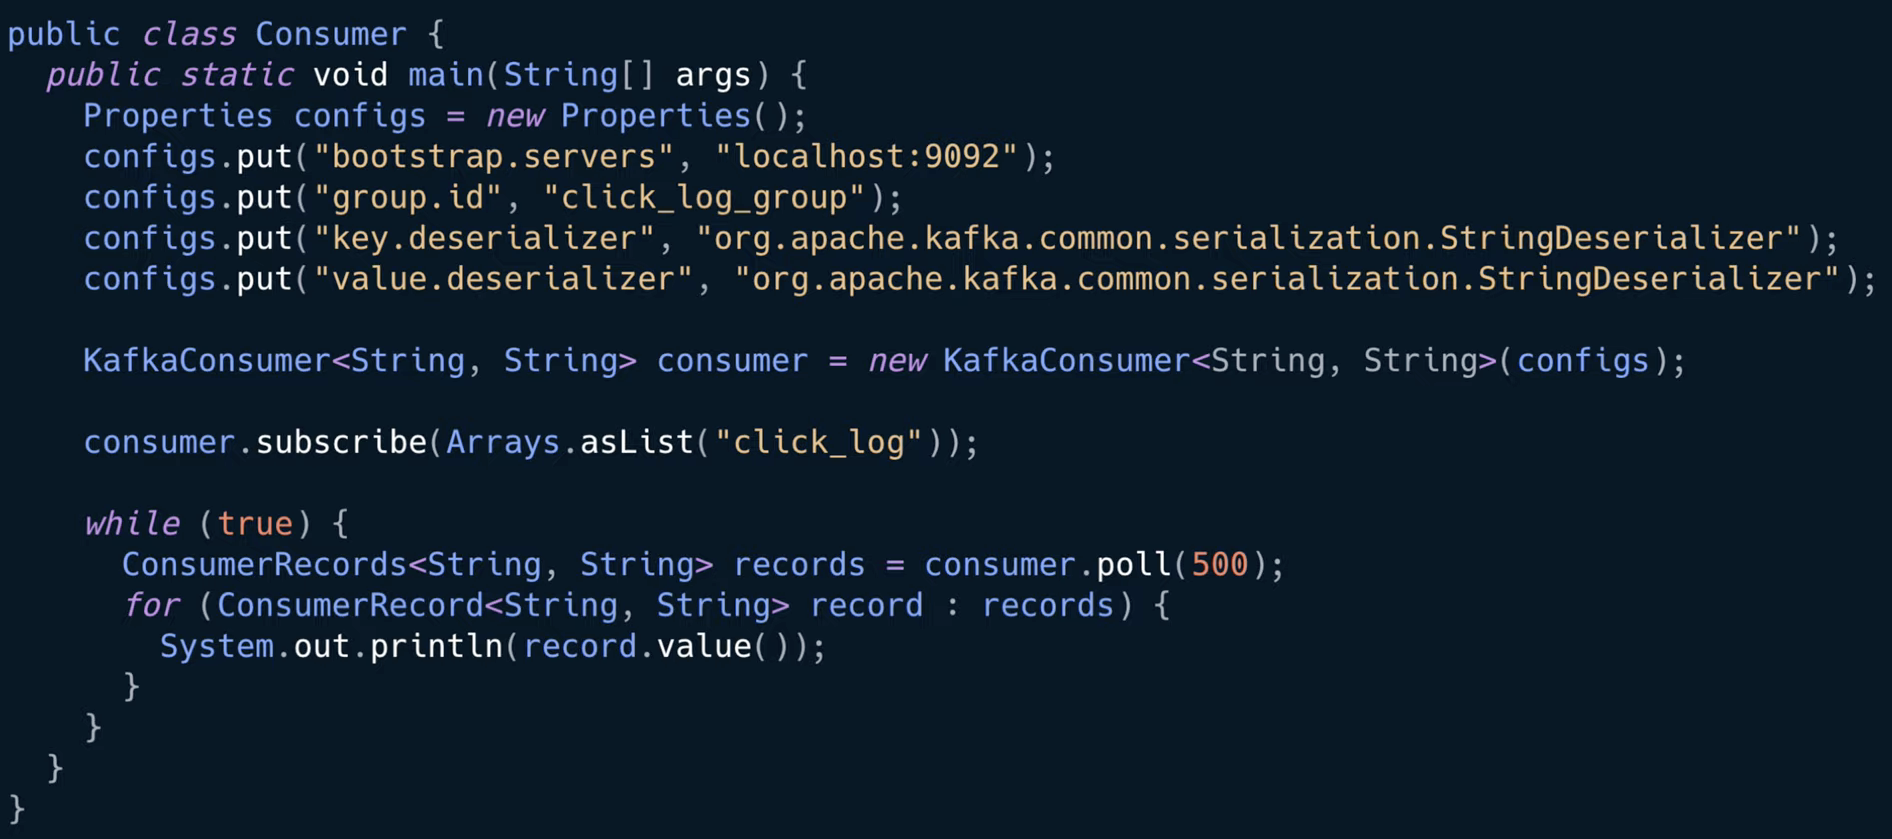 public class Consumer {
  public static void main(String[] args) {
    Properties configs = new Properties();
    configs.put("bootstrap.servers", "localhost:9092");
    configs.put("group.id", "click_log_group");
    configs.put("key.deserializer", "org.apache.kafka.common.serialization.StringDeserializer");
    configs.put("value.deserializer", "org.apache.kafka.common.serialization.StringDeserializer");

    KafkaConsumer<String, String> consumer = new KafkaConsumer<String, String>(configs);

    consumer.subscribe(Arrays.asList("click_log"));

    while (true) {
      ConsumerRecords<String, String> records = consumer.poll(500);
      for (ConsumerRecord<String, String> record : records) {
        System.out.println(record.value());
      }
    }
  }
}